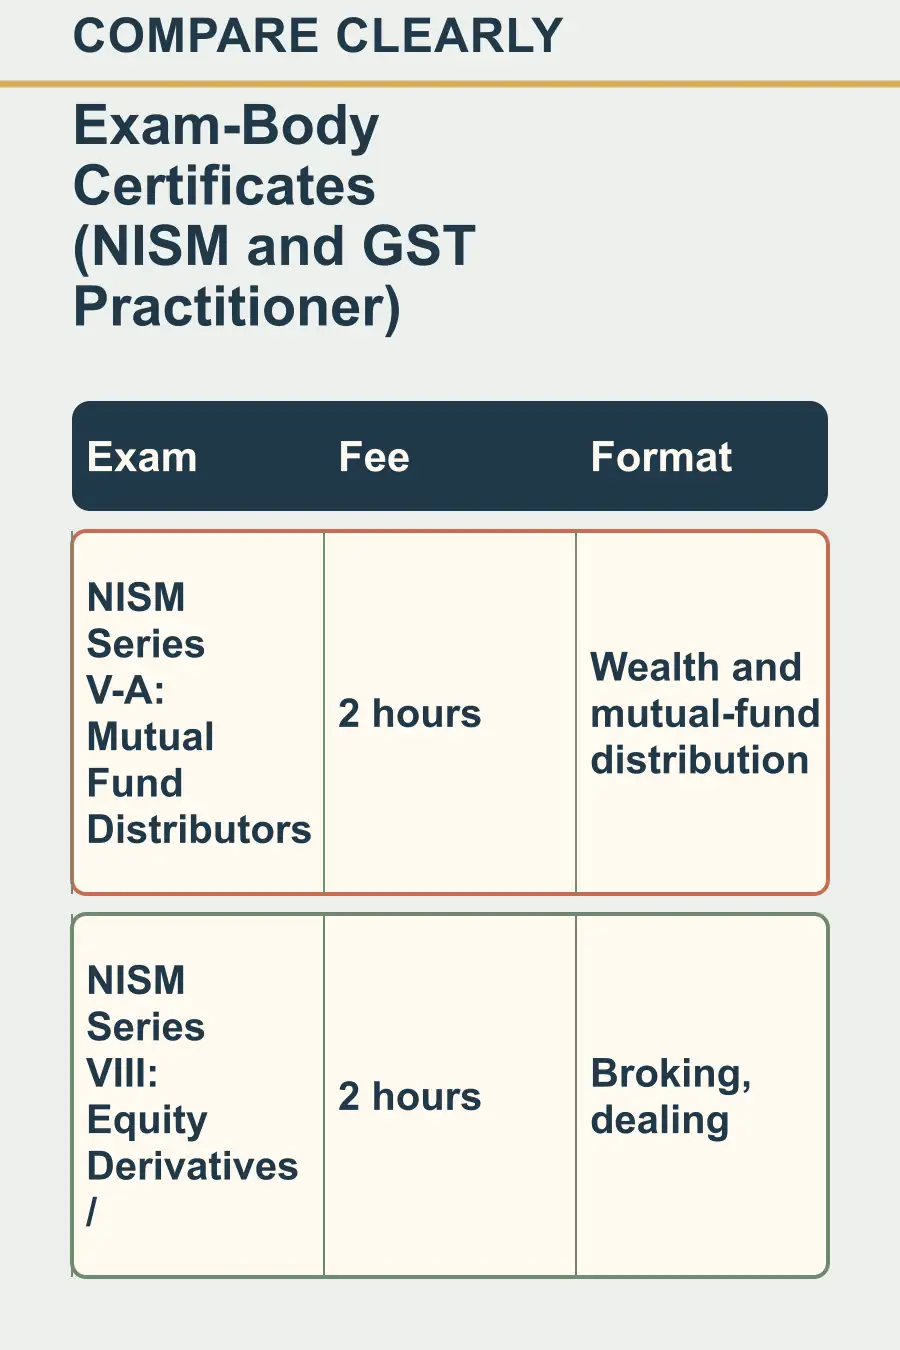 COMPARE CLEARLY
Exam-Body
Certificates
(NISM and GST
Practitioner)
Exam Fee Format
NISM
Series
V-A:
Mutual
Fund
Distributors
2 hours
Wealth and
mutual-fund
distribution
NISM
Series
VIII:
Equity
Derivatives
/
2 hours
Broking,
dealing